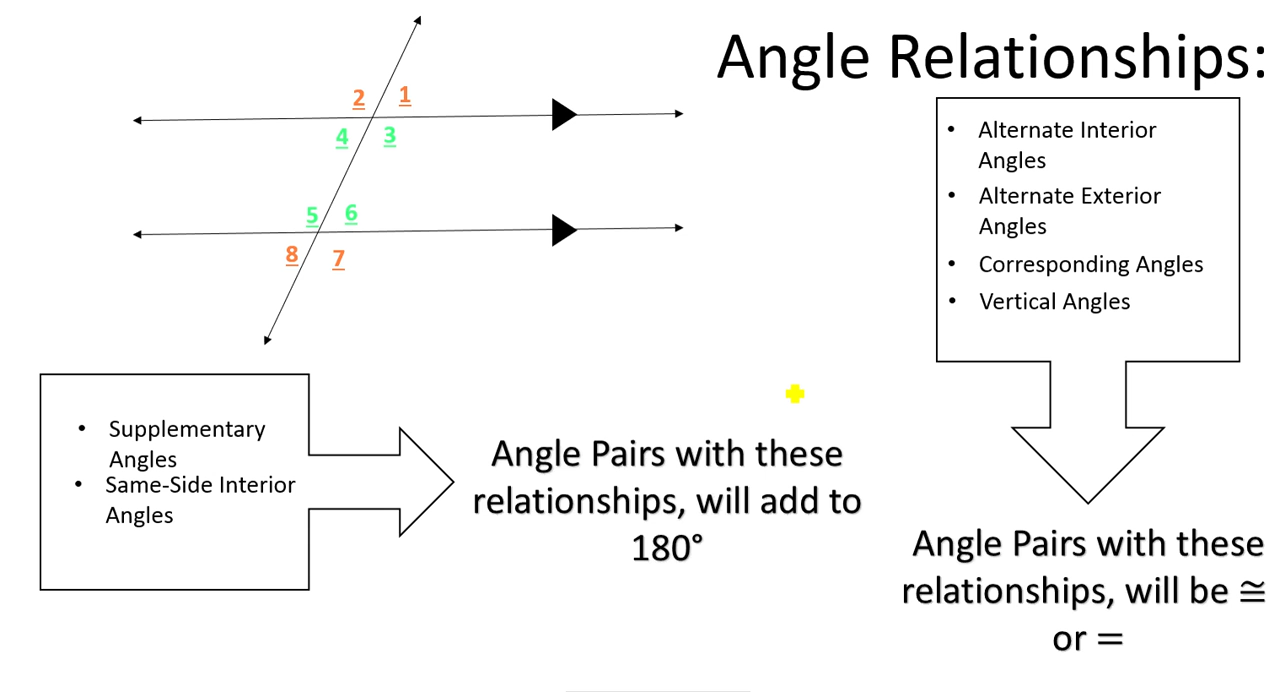 Angle Relationships:
2 1
4 3
5 6
8 7
• Alternate Interior
Angles
• Alternate Exterior
Angles
• Corresponding Angles
• Vertical Angles
• Supplementary
Angles
• Same-Side Interior
Angles
Angle Pairs with these
relationships, will add to
180°
Angle Pairs with these
relationships, will be ≅
or =